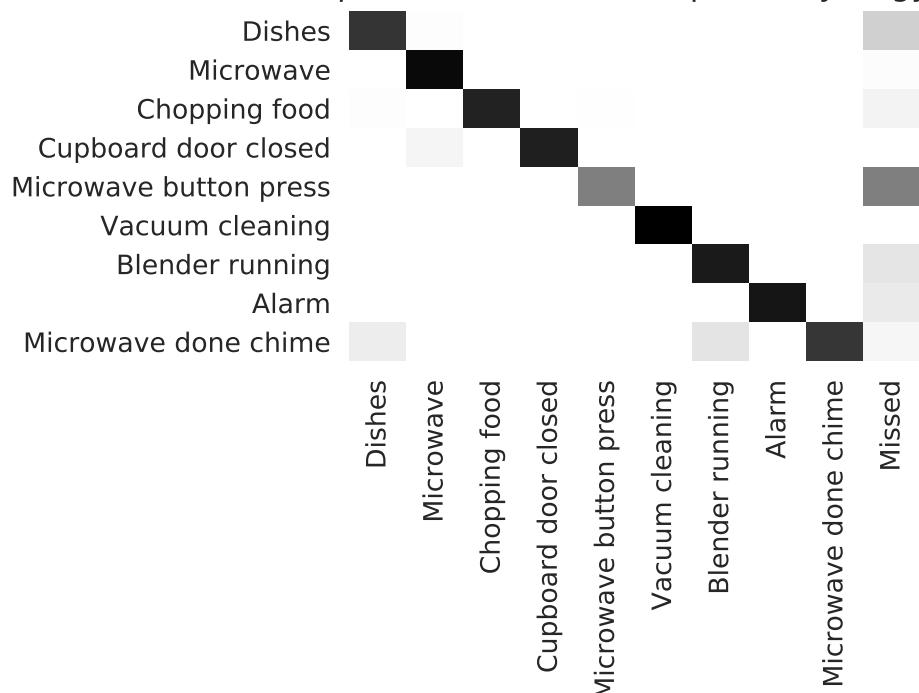 Dishes
Microwave
Chopping food
Cupboard door closed
Microwave button press
Vacuum cleaning
Blender running
Alarm
Microwave done chime
Dishes
Microwave
Chopping food
Cupboard door closed
Microwave button press
Vacuum cleaning
Blender running
Alarm
Microwave done chime
Missed